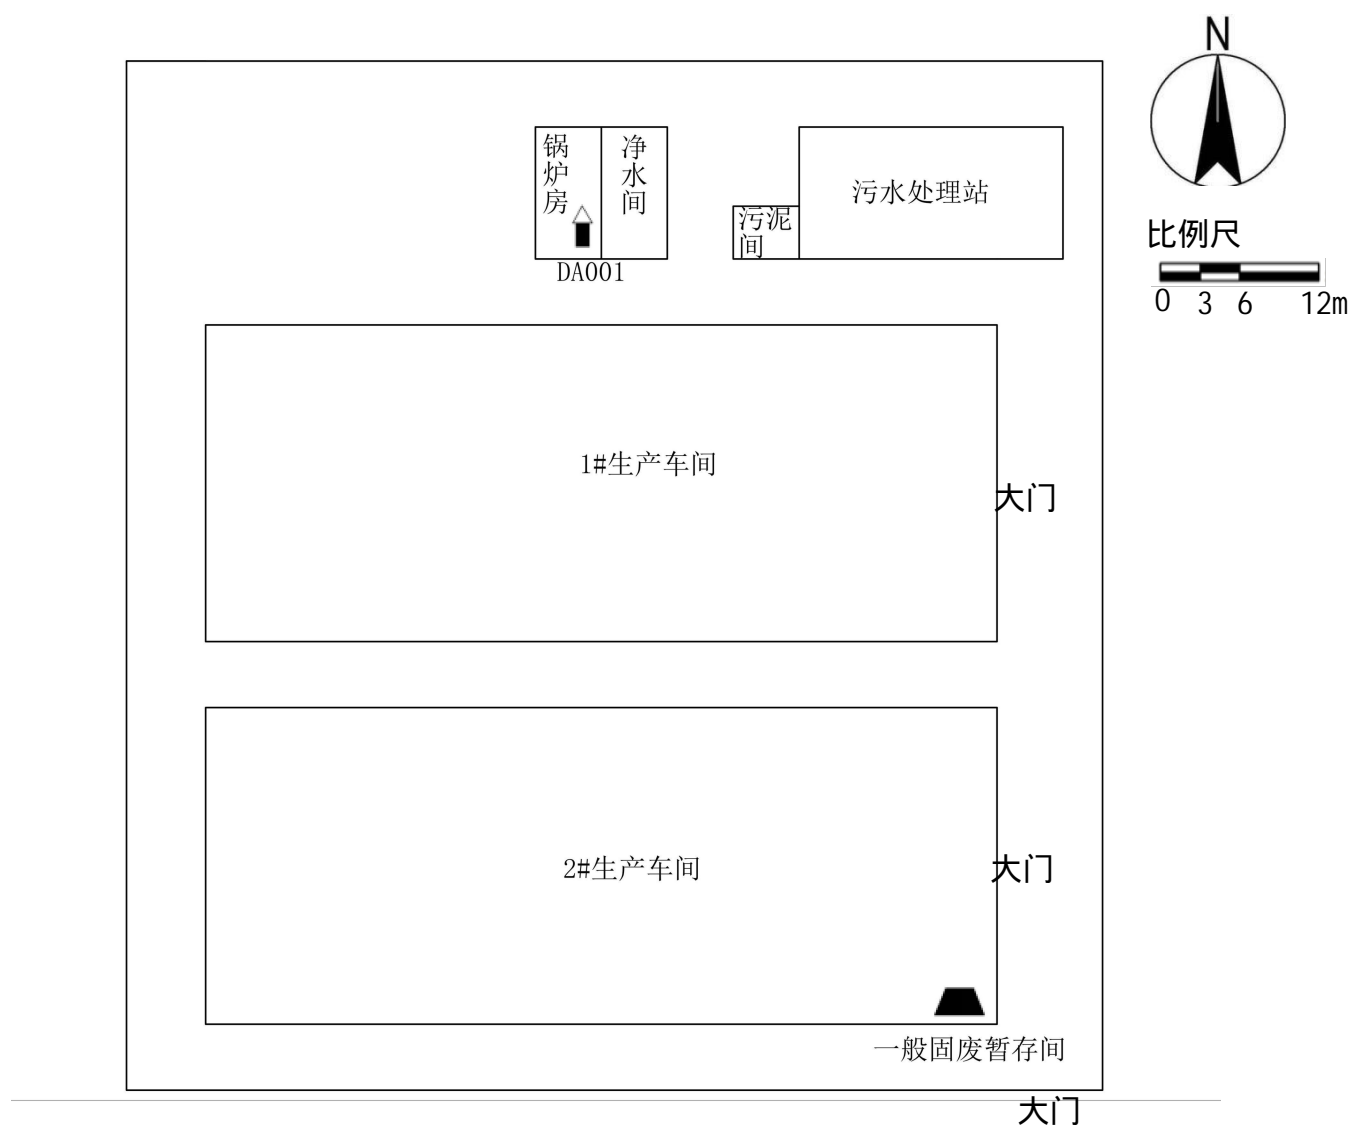 N
锅炉房
净水间
污水处理站
污泥
间
DA001
比例尺
0 3 6 12m
1#生产车间
大门
2#生产车间
大门
一般固废暂存间
大门